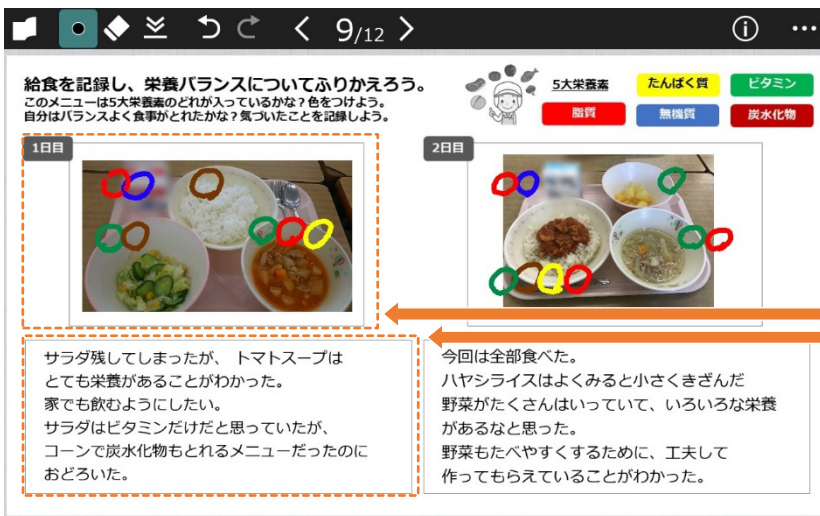 9/12
給食を記録し、栄養バランスについてふりかえろう。
このメニューは5大栄養素のどれが入っているかな？色をつけよう。
自分はバランスよく食事がとれたかな？気づいたことを記録しよう。
5大栄養素
たんぱく質
ビタミン
脂質
無機質
炭水化物
1日目
サラダ残してしまったが、 トマトスープは
とても栄養があることがわかった。
家でも飲むようにしたい。
サラダはビタミンだけだと思っていたが、
コーンで炭水化物もとれるメニューだったのに
おどろいた。
2日目
今回は全部食べた。
ハヤシライスはよくみると小さくきざんだ
野菜がたくさんはいっていて、いろいろな栄養
があるなと思った。
野菜もたべやすくするために、工夫して
作ってもらえていることがわかった。